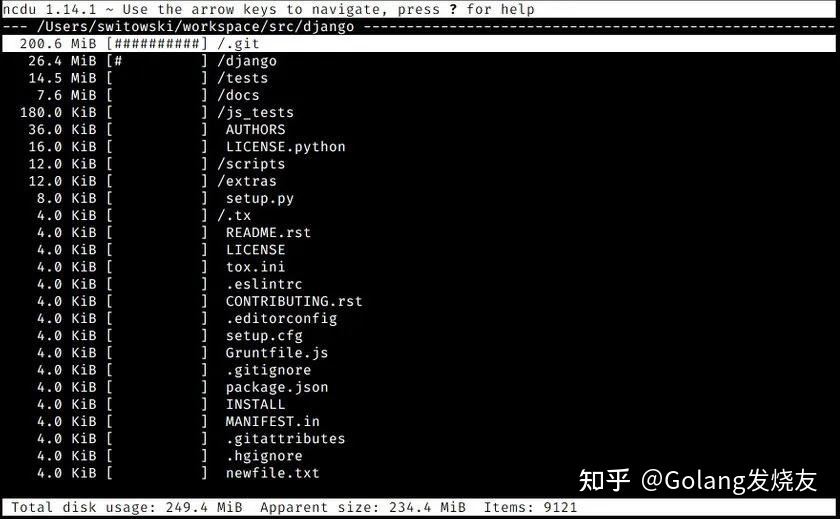 ncdu 1.14.1 ~ Use the arrow keys to navigate, press ? for help
--- /Users/switowski/workspace/src/django ---------------------------------------------------------
200.6 MiB [##########] /.git
26.4 MiB [#         ] /django
14.5 MiB [          ] /tests
7.6 MiB [          ] /docs
180.0 KiB [          ] /js_tests
36.0 KiB [          ] AUTHORS
16.0 KiB [          ] LICENSE.python
12.0 KiB [          ] /scripts
12.0 KiB [          ] /extras
8.0 KiB [          ] setup.py
4.0 KiB [          ] /.tx
4.0 KiB [          ] README.rst
4.0 KiB [          ] LICENSE
4.0 KiB [          ] tox.ini
4.0 KiB [          ] .eslintrc
4.0 KiB [          ] CONTRIBUTING.rst
4.0 KiB [          ] .editorconfig
4.0 KiB [          ] setup.cfg
4.0 KiB [          ] Gruntfile.js
4.0 KiB [          ] .gitignore
4.0 KiB [          ] package.json
4.0 KiB [          ] INSTALL
4.0 KiB [          ] MANIFEST.in
4.0 KiB [          ] .gitattributes
4.0 KiB [          ] .hgignore
4.0 KiB [          ] newfile.txt
知乎 @Golang发烧友
Total disk usage: 249.4 MiB  Apparent size: 234.4 MiB  Items: 9121